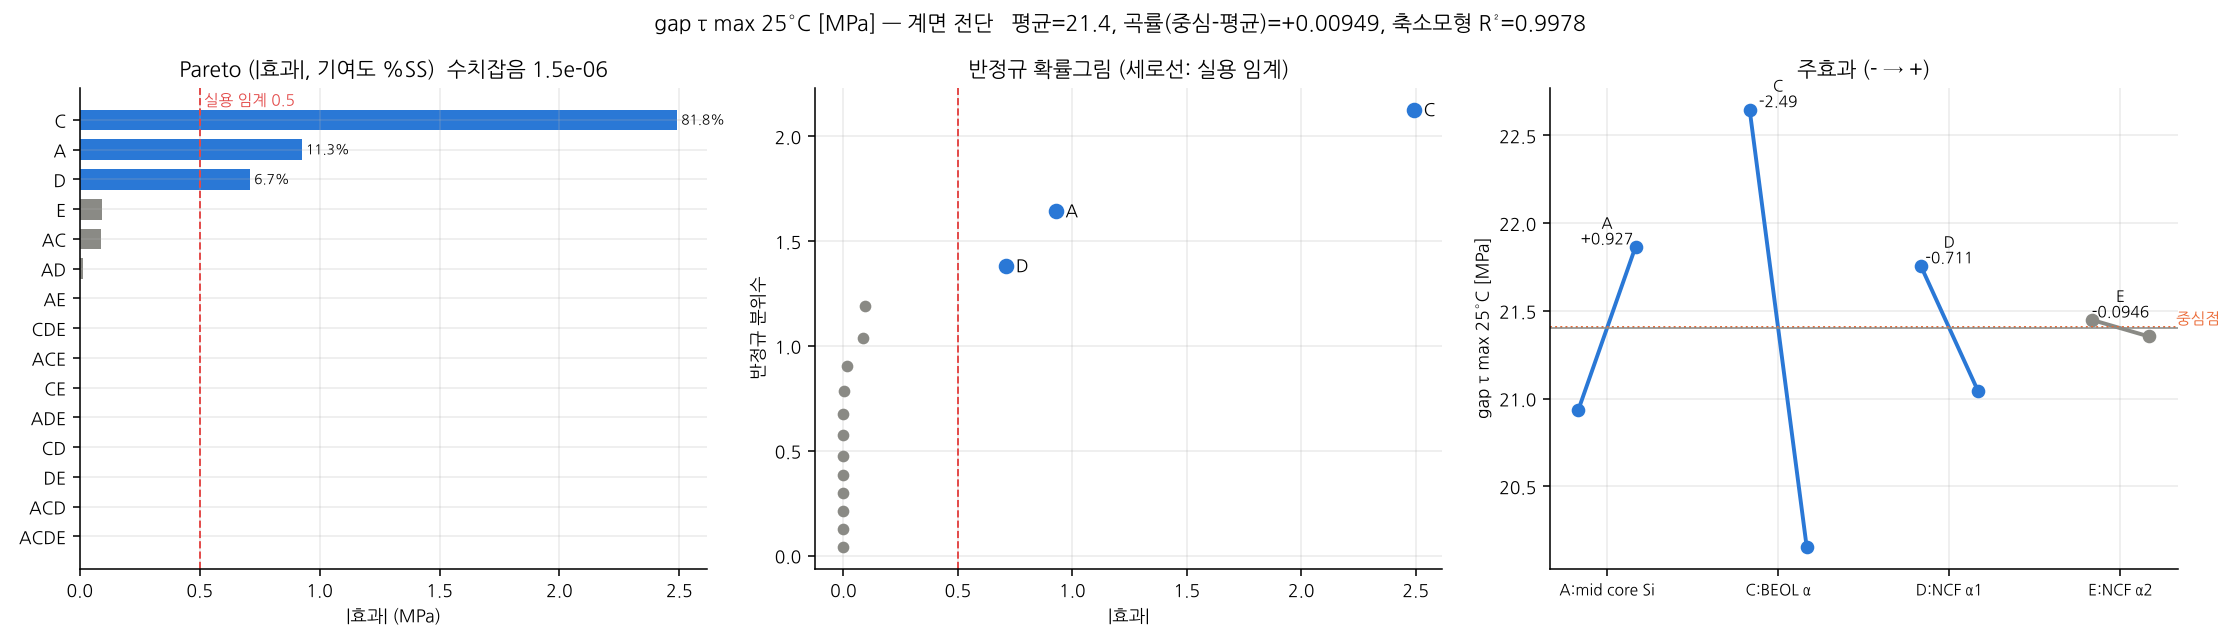 gap τ max 25°C [MPa] — 계면 전단   평균=21.4, 곡률(중심-평균)=+0.00949, 축소모형 R²=0.9978
Pareto (|효과|, 기여도 %SS)  수치잡음 1.5e-06
실용 임계 0.5
C
81.8%
A
11.3%
D
6.7%
E
AC
AD
AE
CDE
ACE
CE
ADE
CD
DE
ACD
ACDE
0.0 0.5 1.0 1.5 2.0 2.5
|효과| (MPa)
반정규 확률그림 (세로선: 실용 임계)
반정규 분위수
2.0
1.5
1.0
0.5
0.0
C
A
D
0.0 0.5 1.0 1.5 2.0 2.5
|효과|
주효과 (- → +)
gap τ max 25°C [MPa]
22.5
22.0
21.5
21.0
20.5
A
+0.927
C
-2.49
D
-0.711
E
-0.0946
중심점
A:mid core Si C:BEOL α D:NCF α1 E:NCF α2